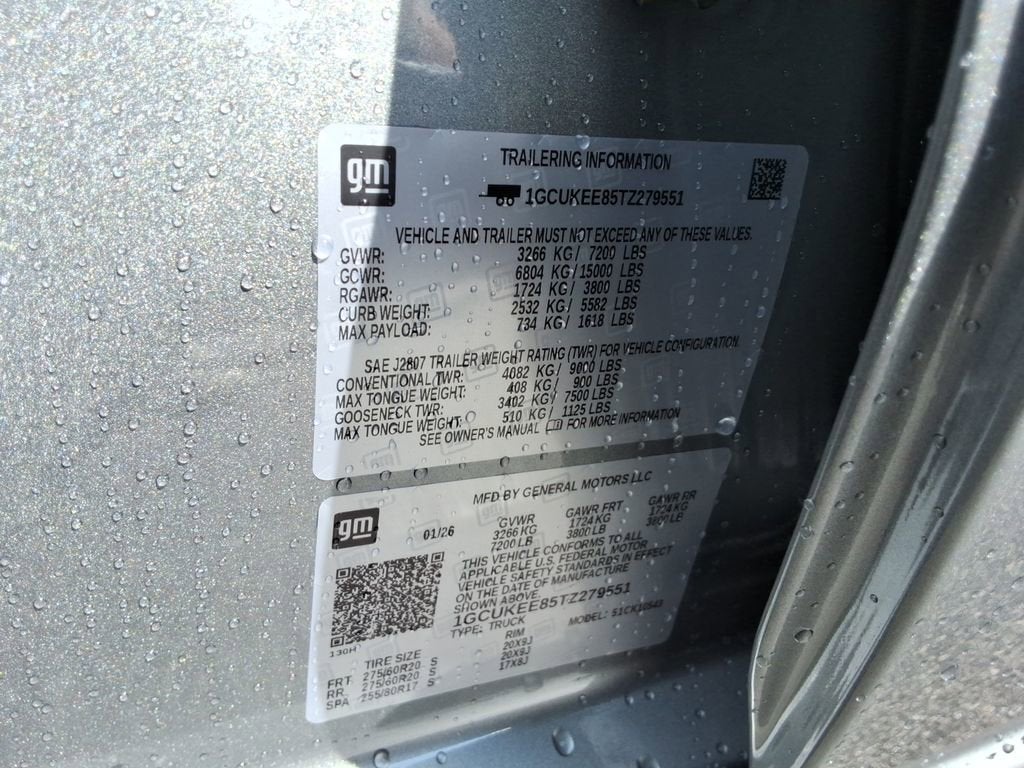 gm
TRAILERING INFORMATION
1GCUKEE85TZ279551
VEHICLE AND TRAILER MUST NOT EXCEED ANY OF THESE VALUES.
GVWR: 3266 KG/ 7200 LBS
GCWR: 6804 KG/15000 LBS
RGAWR: 1724 KG/ 3800 LBS
CURB WEIGHT: 2532 KG/ 5582 LBS
MAX PAYLOAD: 734 KG/ 1618 LBS
SAE J2807 TRAILER WEIGHT RATING (TWR) FOR VEHICLE CONFIGURATION.
CONVENTIONAL TWR: 4082 KG/ 9000 LBS
MAX TONGUE WEIGHT: 408 KG/ 900 LBS
GOOSENECK TWR: 3402 KG/ 7500 LBS
MAX TONGUE WEIGHT: 510 KG/ 1125 LBS
SEE OWNER'S MANUAL FOR MORE INFORMATION
gm
MFD BY GENERAL MOTORS LLC
01/26
GVWR GAWR FRT GAWR RR
3266 KG 1724 KG 1724 KG
7200 LB 3800 LB 3800 LB
THIS VEHICLE CONFORMS TO ALL
APPLICABLE U.S. FEDERAL MOTOR
VEHICLE SAFETY STANDARDS IN EFFECT
ON THE DATE OF MANUFACTURE
SHOWN ABOVE.
1GCUKEE85TZ279551
TYPE: TRUCK MODEL: 51CK10543
130H
TIRE SIZE RIM
FRT 275/60R20 S 20X9J
RR 275/60R20 S 20X9J
SPA 255/80R17 S 17X8J